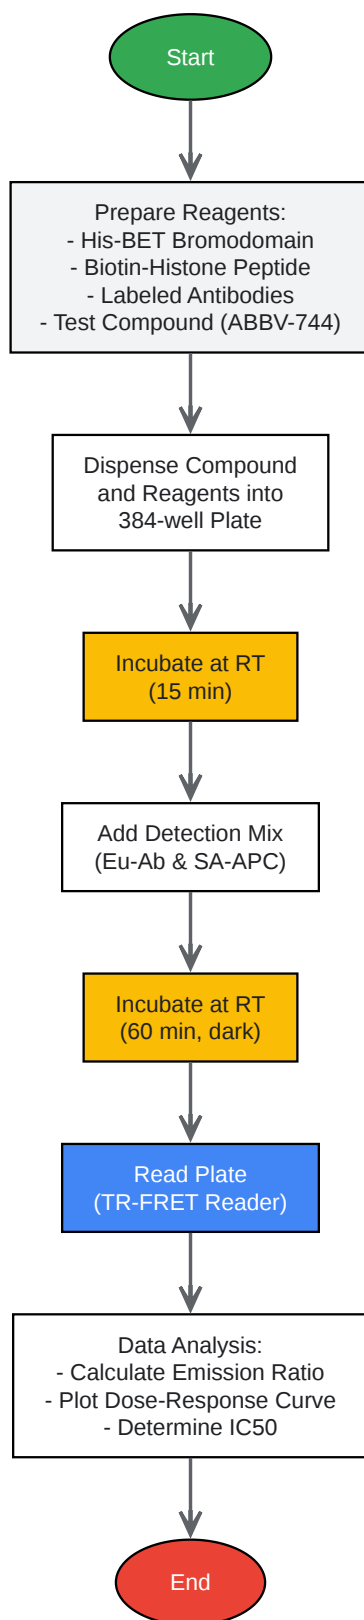 Start
Prepare Reagents:
- His-BET Bromodomain
- Biotin-Histone Peptide
- Labeled Antibodies
- Test Compound (ABBV-744)
Dispense Compound
and Reagents into
384-well Plate
Incubate at RT
(15 min)
Add Detection Mix
(Eu-Ab & SA-APC)
Incubate at RT
(60 min, dark)
Read Plate
(TR-FRET Reader)
Data Analysis:
- Calculate Emission Ratio
- Plot Dose-Response Curve
- Determine IC50
End